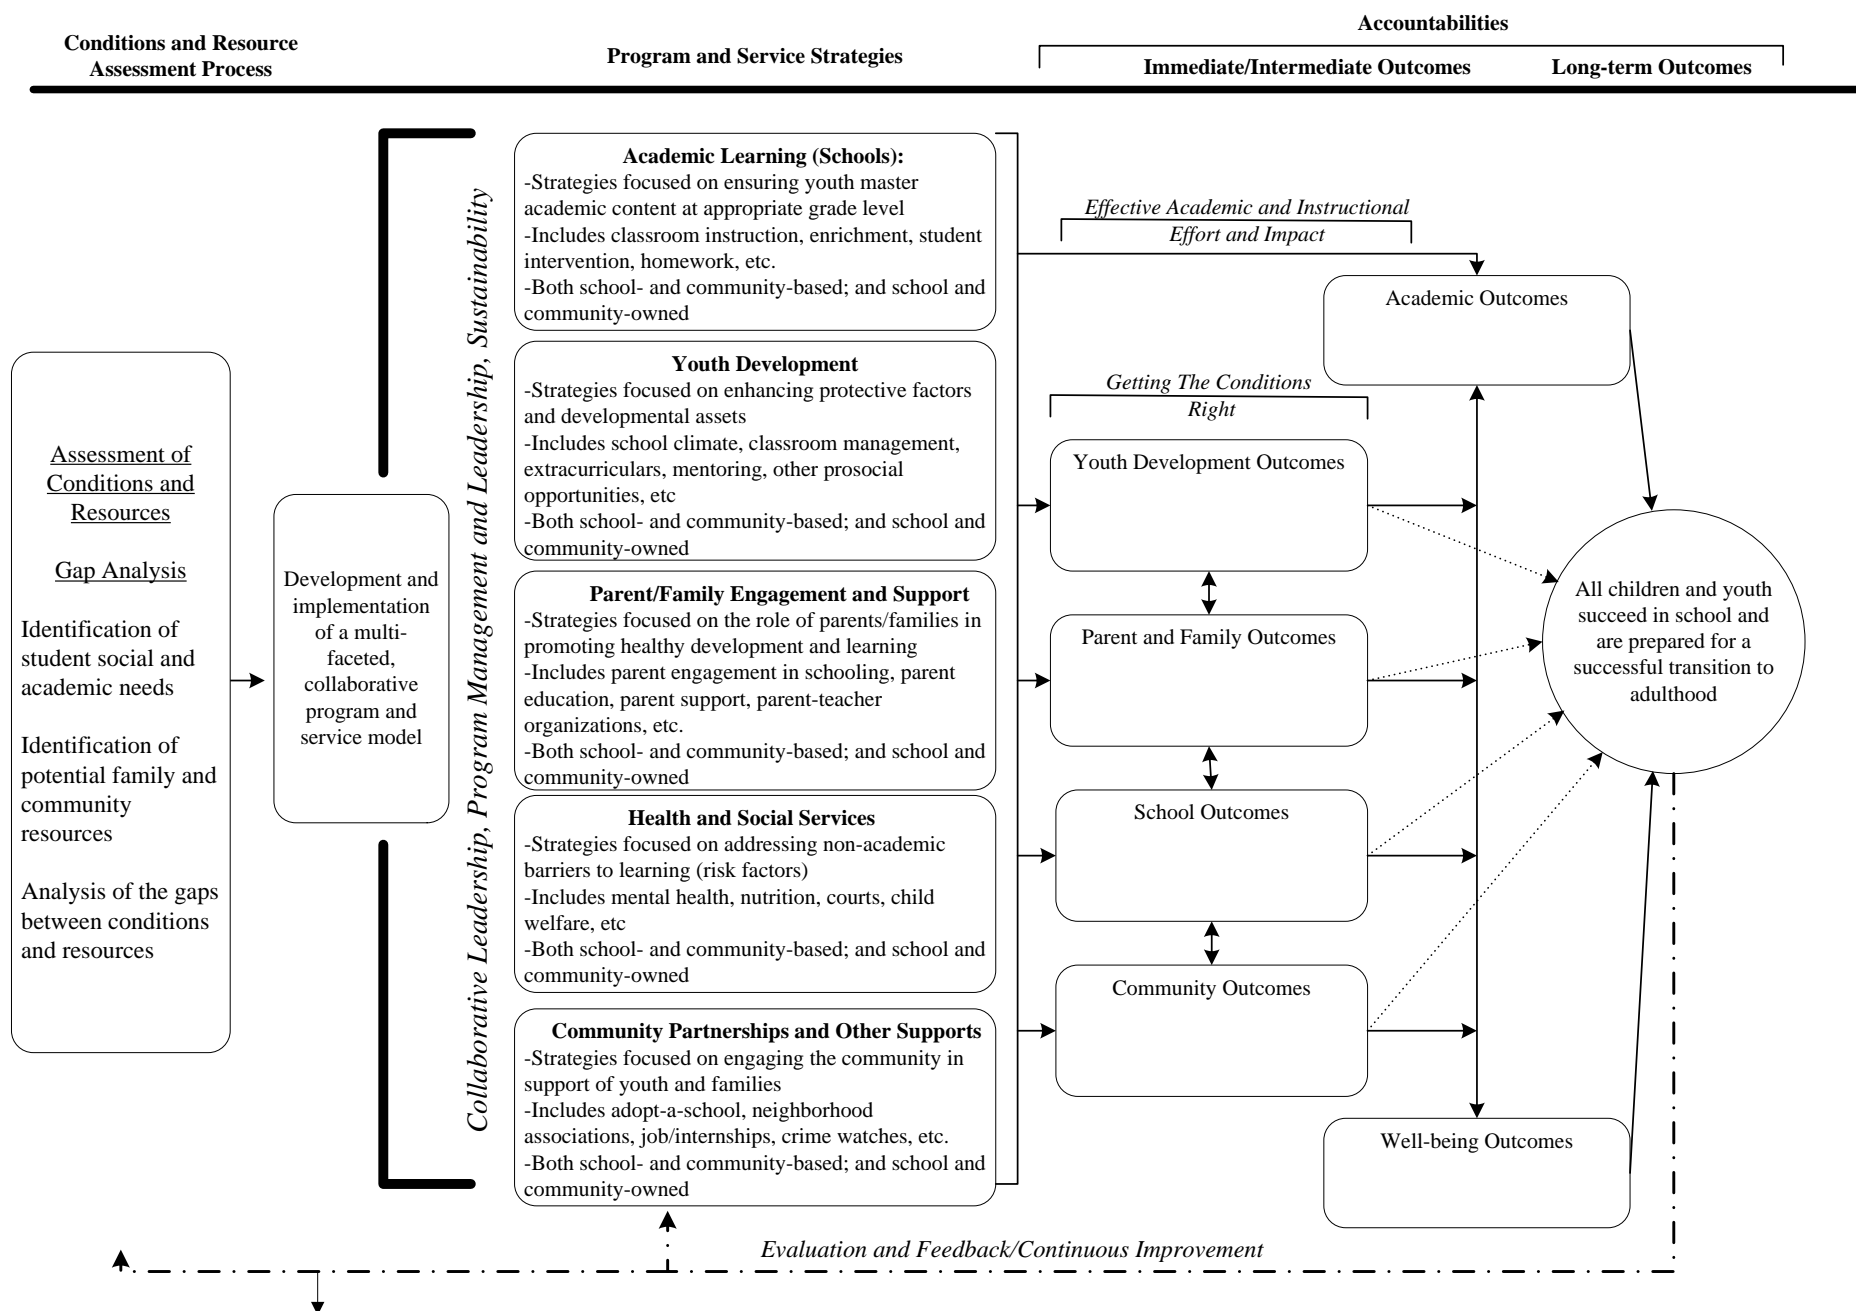 Conditions and Resource
Assessment Process
Program and Service Strategies
Accountabilities
Immediate/Intermediate Outcomes
Long-term Outcomes
Assessment of
Conditions and
Resources
Gap Analysis
Identification of
student social and
academic needs
Identification of
potential family and
community
resources
Analysis of the gaps
between conditions
and resources
Development and
implementation
of a multi-
faceted,
collaborative
program and
service model
Collaborative Leadership, Program Management and Leadership, Sustainability
Academic Learning (Schools):
-Strategies focused on ensuring youth master
academic content at appropriate grade level
-Includes classroom instruction, enrichment, student
intervention, homework, etc.
-Both school- and community-based; and school and
community-owned
Youth Development
-Strategies focused on enhancing protective factors
and developmental assets
-Includes school climate, classroom management,
extracurriculars, mentoring, other prosocial
opportunities, etc
-Both school- and community-based; and school and
community-owned
Parent/Family Engagement and Support
-Strategies focused on the role of parents/families in
promoting healthy development and learning
-Includes parent engagement in schooling, parent
education, parent support, parent-teacher
organizations, etc.
-Both school- and community-based; and school and
community-owned
Health and Social Services
-Strategies focused on addressing non-academic
barriers to learning (risk factors)
-Includes mental health, nutrition, courts, child
welfare, etc
-Both school- and community-based; and school and
community-owned
Community Partnerships and Other Supports
-Strategies focused on engaging the community in
support of youth and families
-Includes adopt-a-school, neighborhood
associations, job/internships, crime watches, etc.
-Both school- and community-based; and school and
community-owned
Effective Academic and Instructional
Effort and Impact
Academic Outcomes
Getting The Conditions
Right
Youth Development Outcomes
Parent and Family Outcomes
School Outcomes
Community Outcomes
Well-being Outcomes
All children and youth
succeed in school and
are prepared for a
successful transition to
adulthood
Evaluation and Feedback/Continuous Improvement